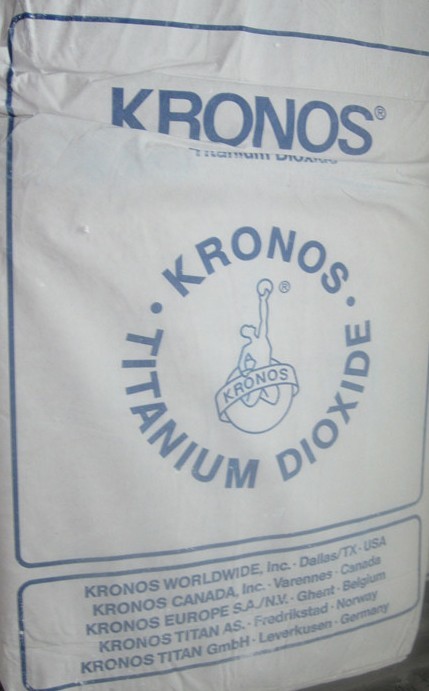 KRONOS®
Titanium Dioxide
KRONOS
®
TITANIUM DIOXIDE
KRONOS
KRONOS WORLDWIDE, Inc. · Dallas/TX · USA
KRONOS CANADA, Inc. · Varennes · Canada
KRONOS EUROPE S.A./N.V. · Ghent · Belgium
KRONOS TITAN AS. · Fredrikstad · Norway
KRONOS TITAN GmbH · Leverkusen · Germany